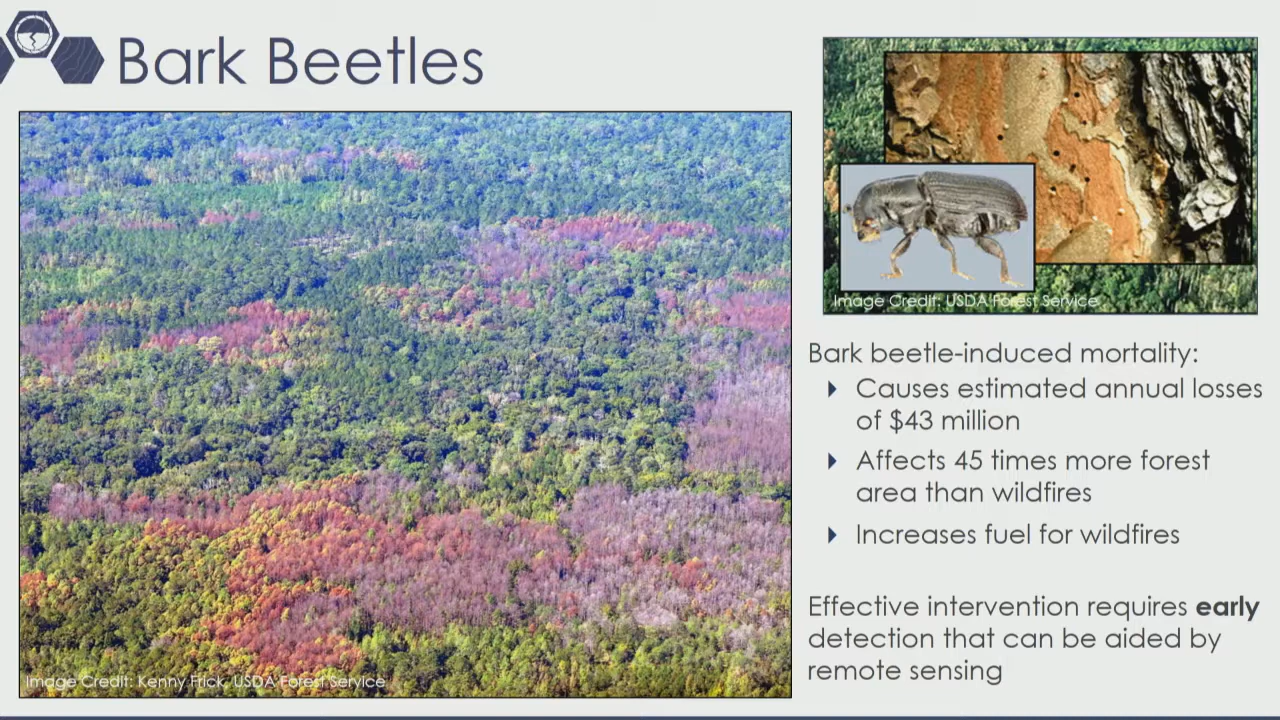 Bark Beetles
Image Credit: USDA Forest Service
Bark beetle-induced mortality:
Causes estimated annual losses
of $43 million
Affects 45 times more forest
area than wildfires
Increases fuel for wildfires
Effective intervention requires early
detection that can be aided by
remote sensing
Image Credit: Kenny Frick, USDA Forest Service